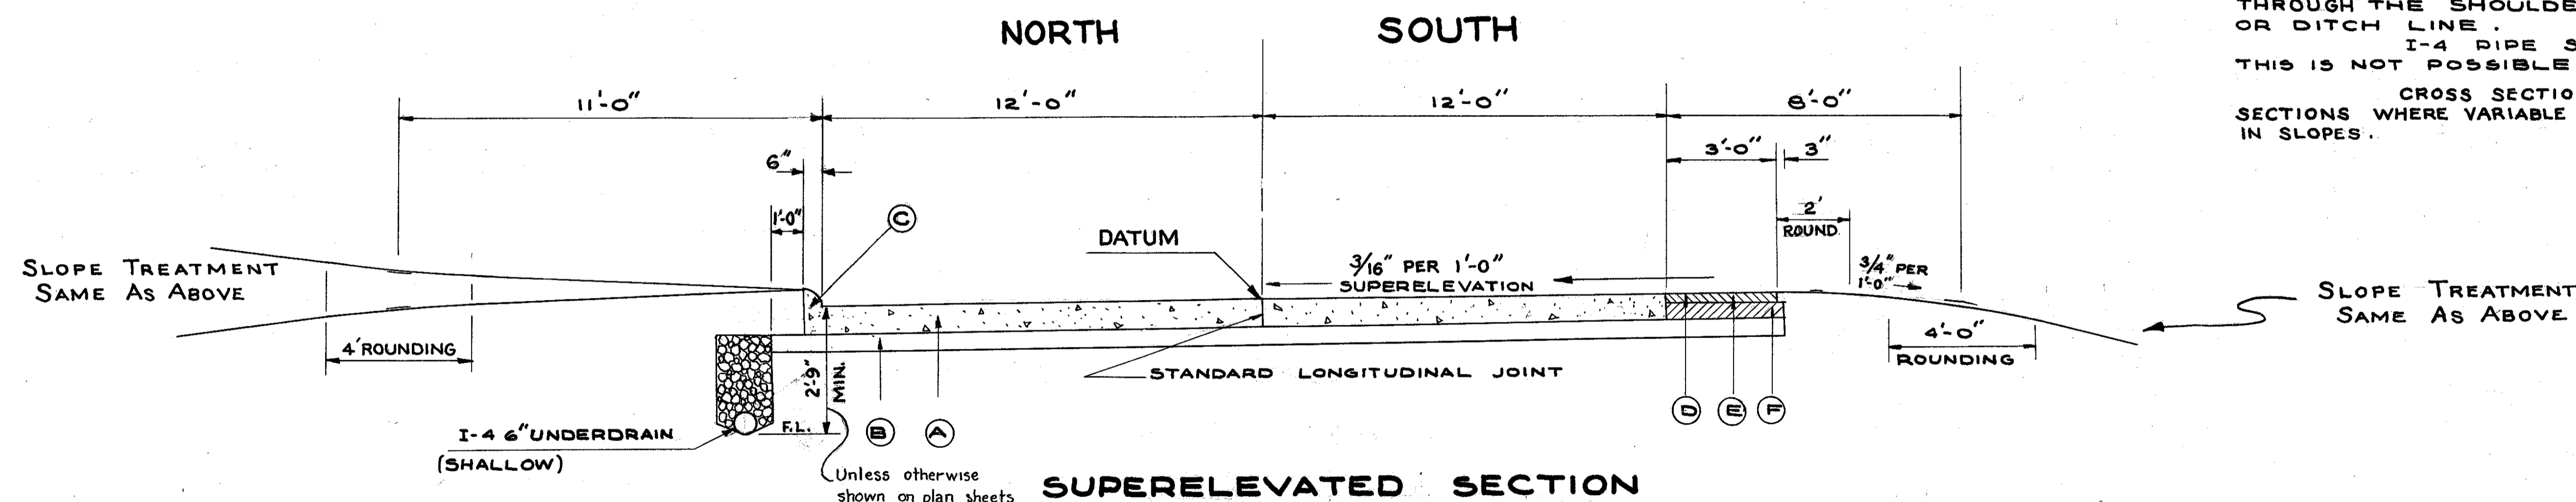 THROUGH THE SHOULDE
OR DITCH LINE.
I-4 PIPE S
THIS IS NOT POSSIBLE
CROSS SECTIO
SECTIONS WHERE VARIABLE
IN SLOPES.
NORTH
SOUTH
11'-0"
12'-0"
12'-0"
8'-0"
6"
3'-0"
3"
1'-0"
C
2'
ROUND.
DATUM
3/16" PER 1'-0"
SUPERELEVATION
3/4" PER
1'-0"
SLOPE TREATMENT
SAME AS ABOVE
SLOPE TREATMENT
SAME AS ABOVE
4' ROUNDING
4'-0"
ROUNDING
2'-9"
MIN.
STANDARD LONGITUDINAL JOINT
D
E
F
F.L.
B
A
I-4 6" UNDERDRAIN
(SHALLOW)
Unless otherwise
shown on plan sheets
SUPERELEVATED SECTION